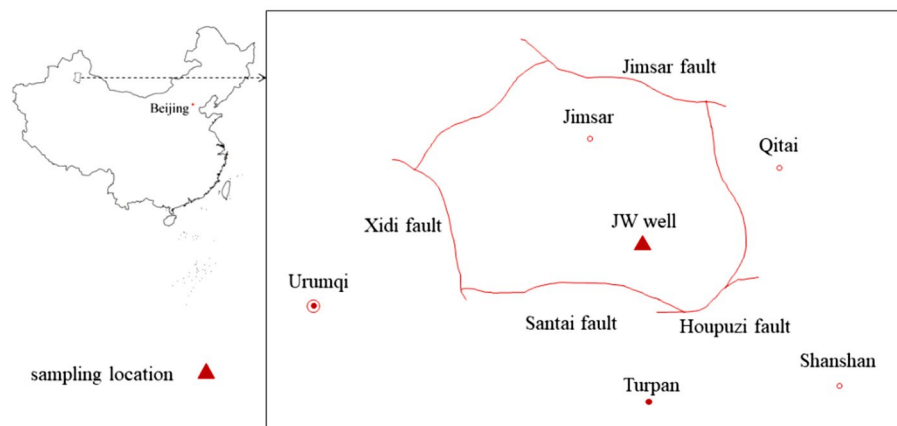 Beijing
sampling location
Jimsar fault
Jimsar
Qitai
JW well
Xidi fault
Urumqi
Santai fault
Houpuzi fault
Shanshan
Turpan